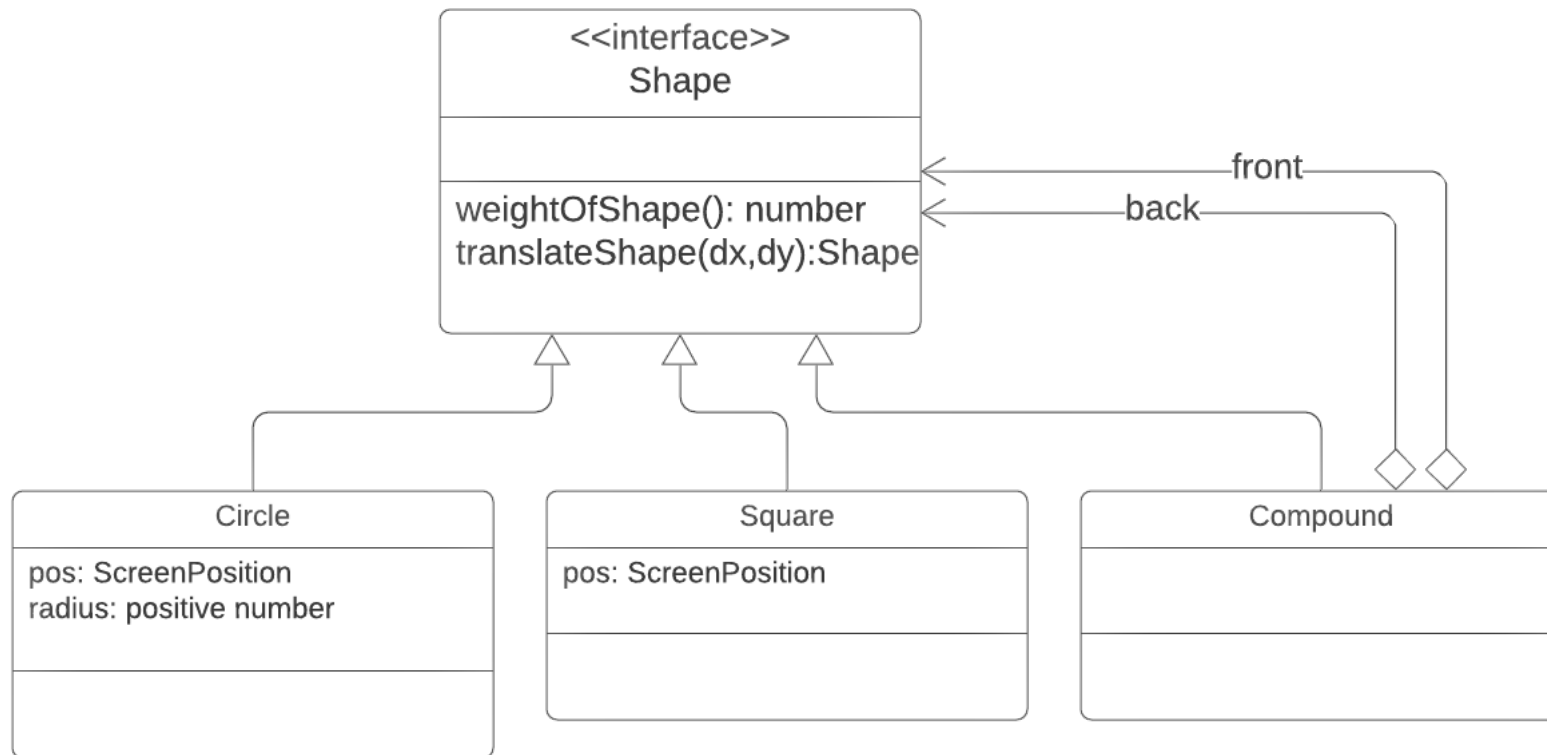 <<interface>>
Shape
front
back
weightOfShape(): number
translateShape(dx,dy):Shape
Circle
pos: ScreenPosition
radius: positive number
Square
pos: ScreenPosition
Compound